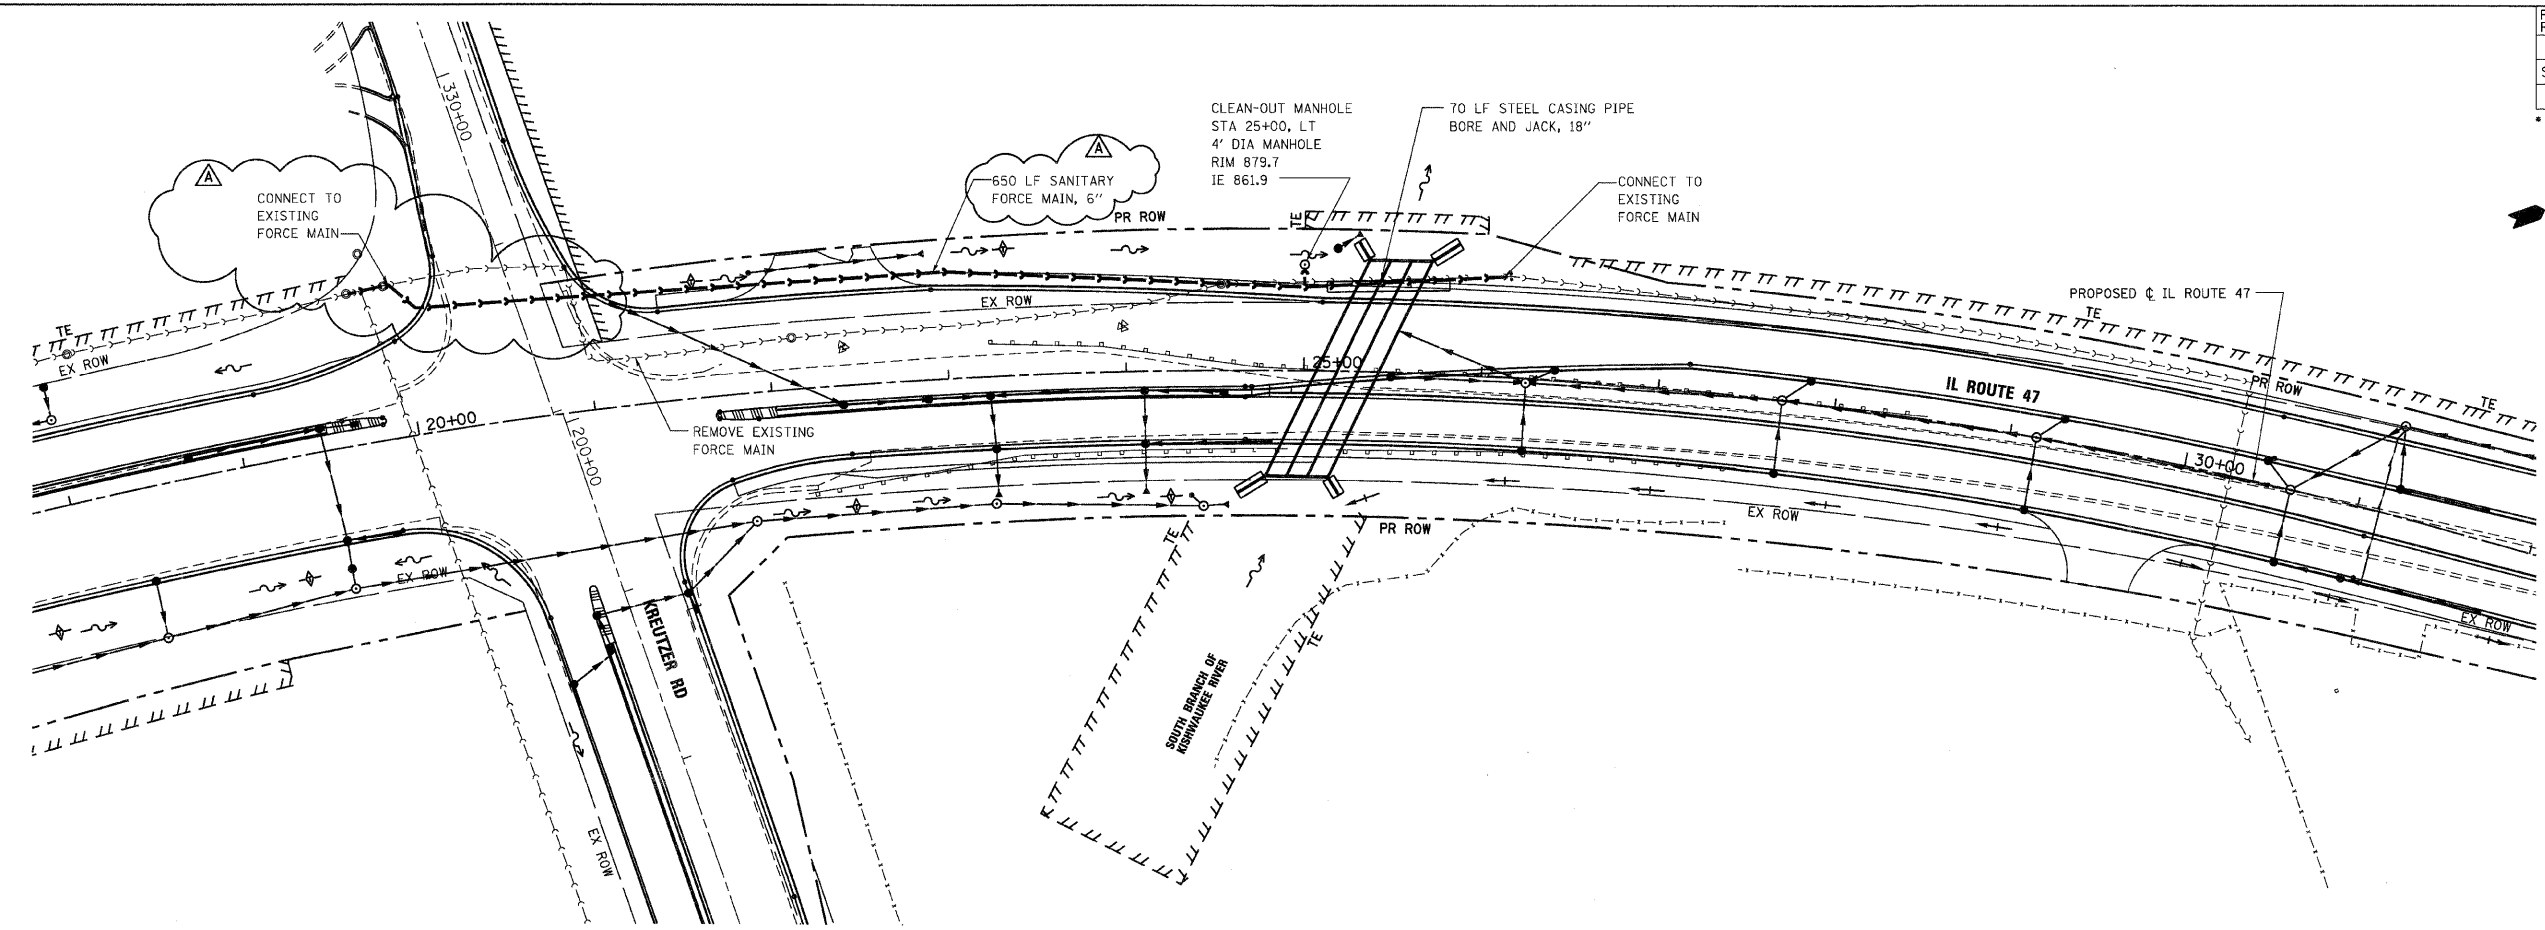 330+00
A
CONNECT TO
EXISTING
FORCE MAIN
A
650 LF SANITARY
FORCE MAIN, 6"
PR ROW
CLEAN-OUT MANHOLE
STA 25+00, LT
4' DIA MANHOLE
RIM 879.7
IE 861.9
70 LF STEEL CASING PIPE
BORE AND JACK, 18"
TE
CONNECT TO
EXISTING
FORCE MAIN
PROPOSED ℄ IL ROUTE 47
TE
TE
EX ROW
EX ROW
25+00
IL ROUTE 47
PR ROW
TE
20+00
200+00
REMOVE EXISTING
FORCE MAIN
30+00
EX ROW
KREUTZER RD
TE
PR ROW
EX ROW
TE
EX ROW
SOUTH BRANCH OF
KISHWAUKEE RIVER
EX ROW